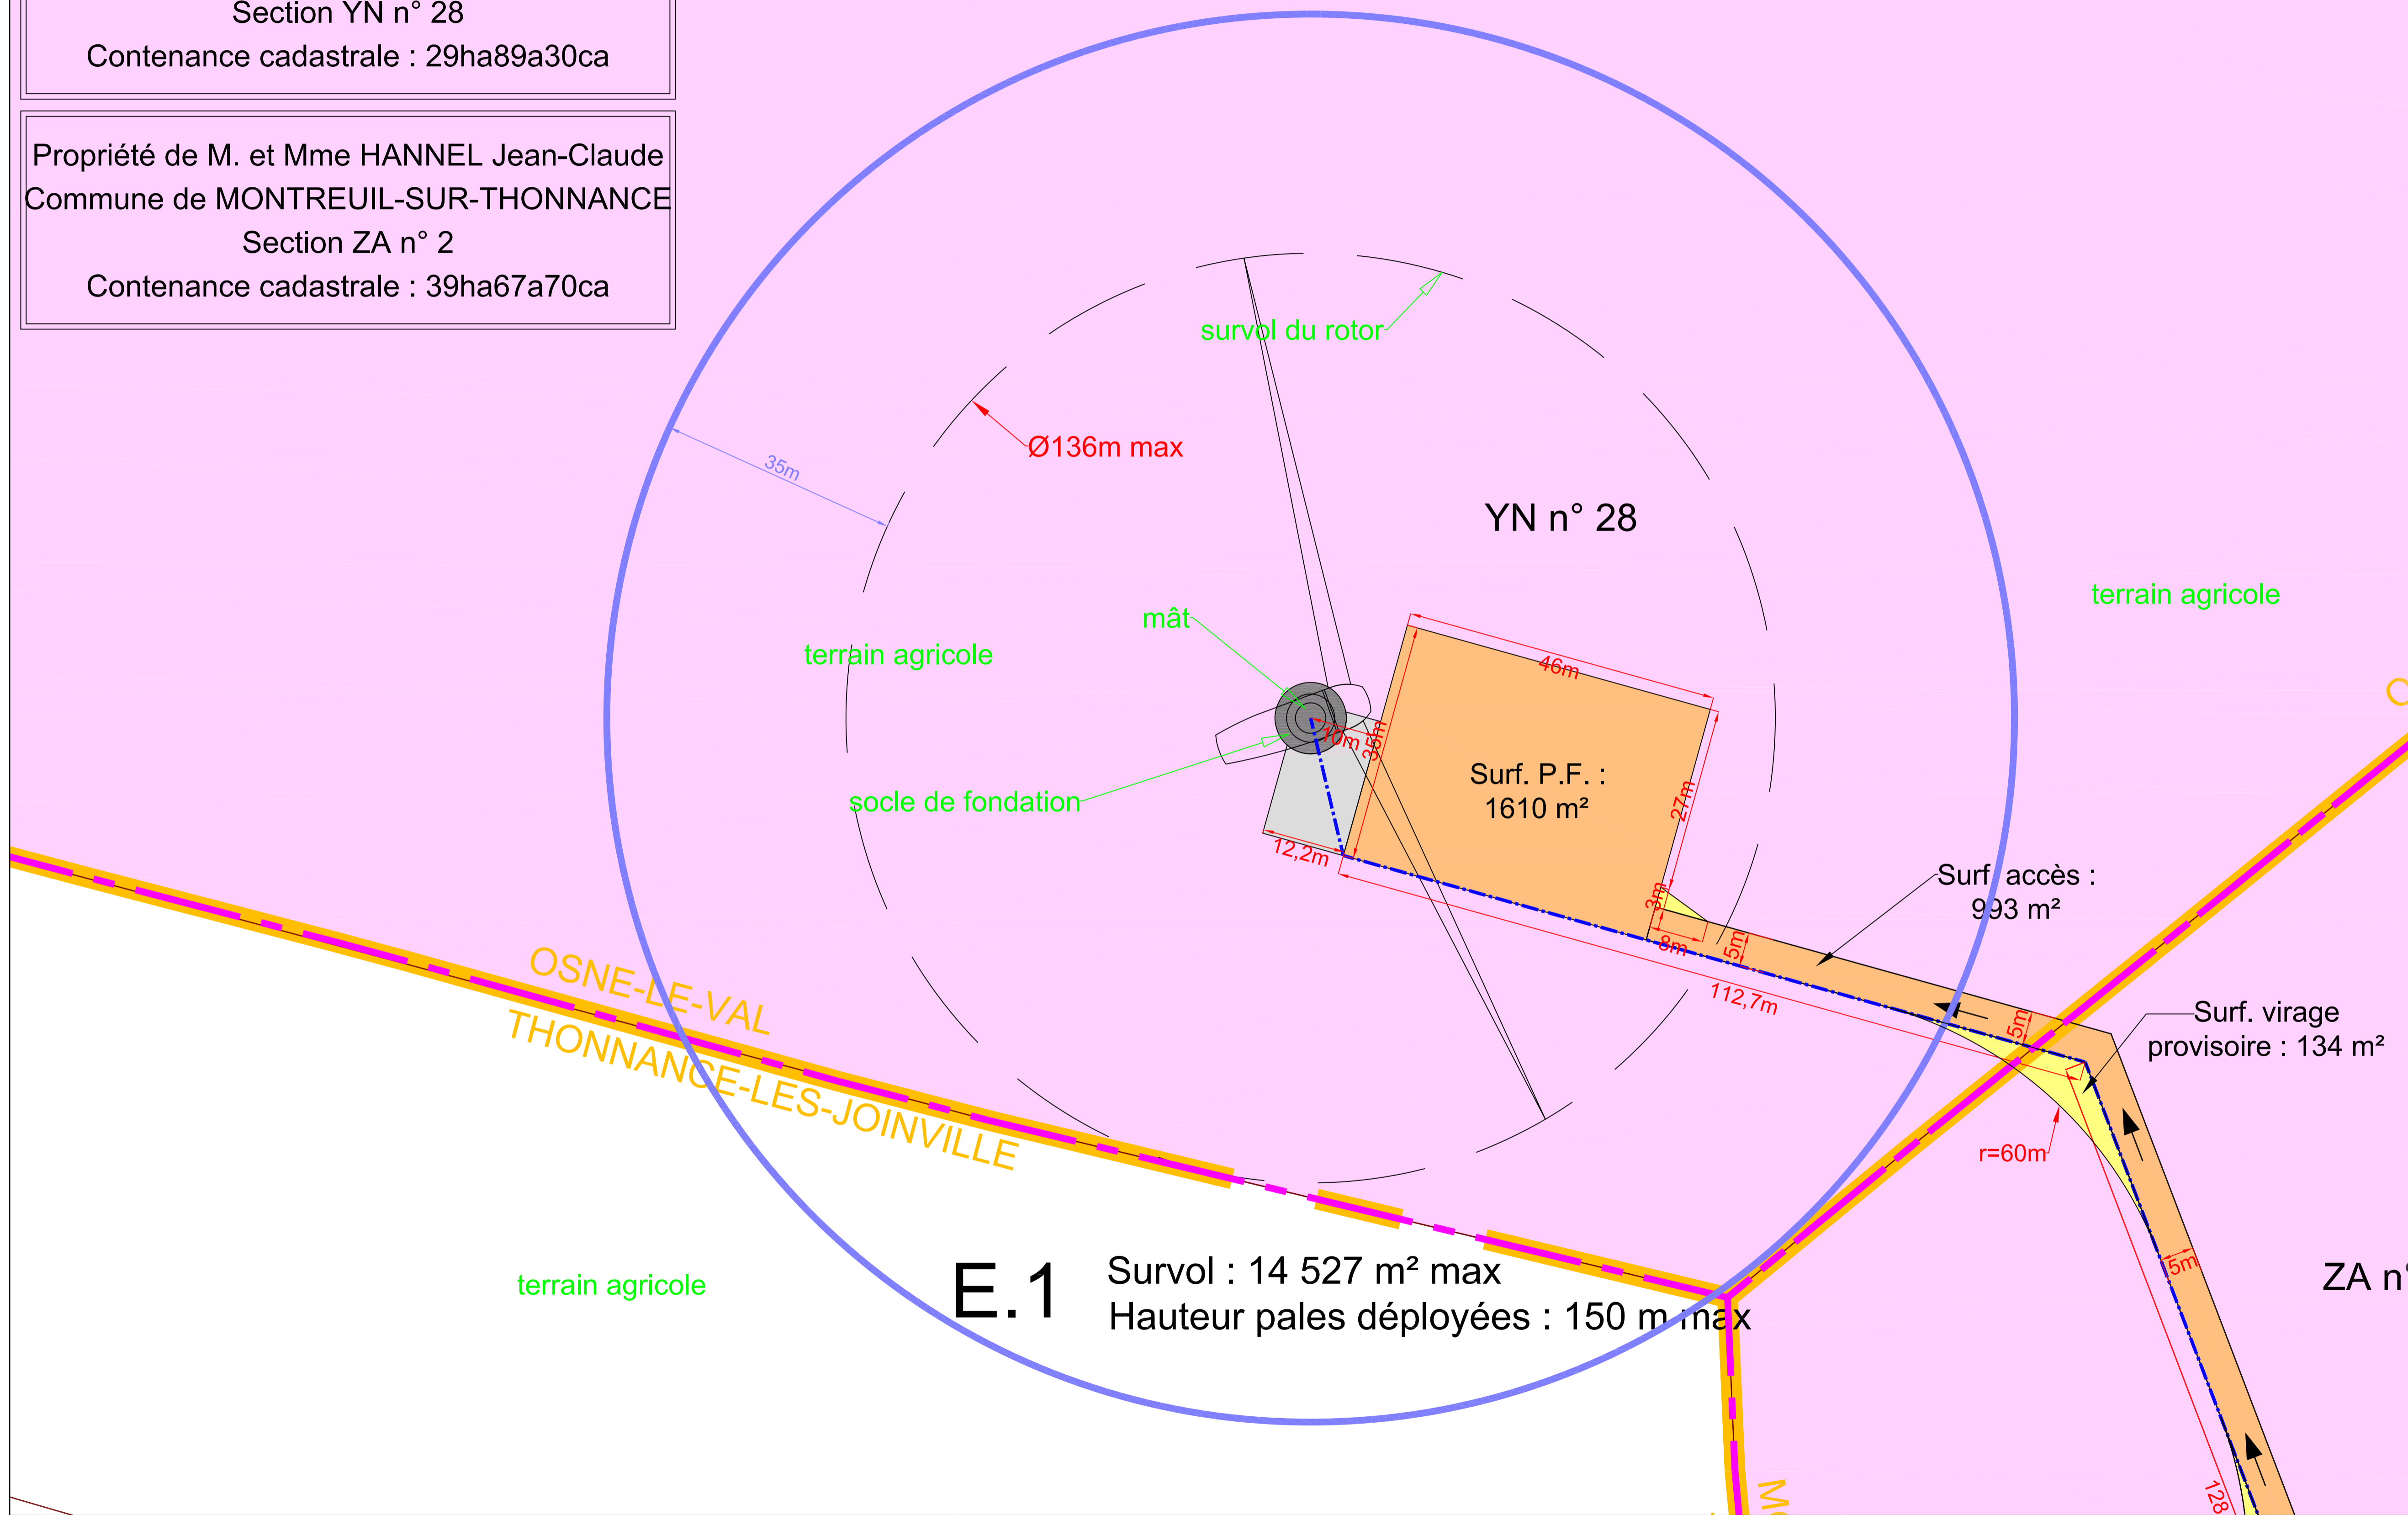 Section YN n° 28
Contenance cadastrale : 29ha89a30ca
Propriété de M. et Mme HANNEL Jean-Claude
Commune de MONTREUIL-SUR-THONNANCE
Section ZA n° 2
Contenance cadastrale : 39ha67a70ca
survol du rotor
Ø136m max
35m
YN n° 28
terrain agricole
mât
terrain agricole
46m
10m
35m
Surf. P.F. :
1610 m²
27m
socle de fondation
12,2m
3m
8m
5m
Surf. accès :
993 m²
112,7m
5m
Surf. virage
provisoire : 134 m²
OSNE-LE-VAL
THONNANCE-LES-JOINVILLE
r=60m
5m
E.1
Survol : 14 527 m² max
Hauteur pales déployées : 150 m max
terrain agricole
ZA n°
128